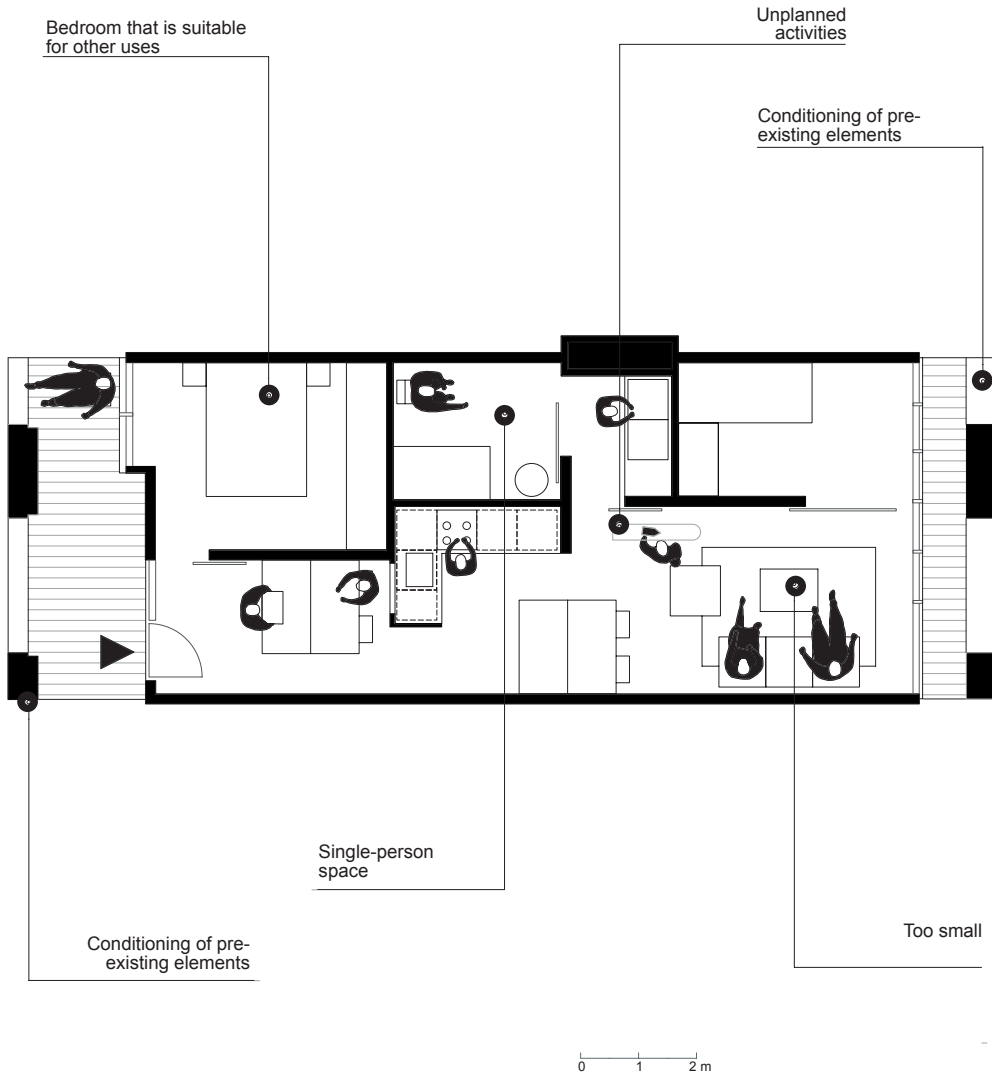 Bedroom that is suitable
for other uses
Unplanned
activities
Conditioning of pre-
existing elements
Single-person
space
Conditioning of pre-
existing elements
Too small
0 1 2 m